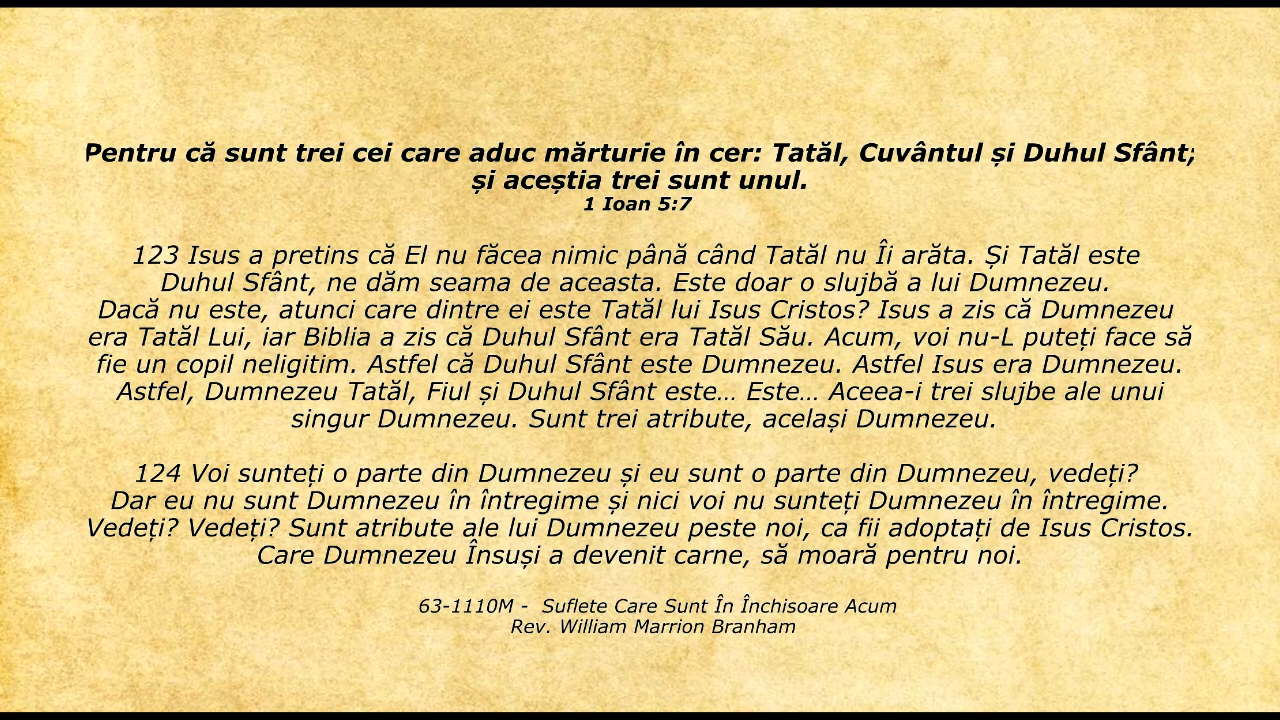 Pentru că sunt trei cei care aduc mărturie în cer: Tatăl, Cuvântul și Duhul Sfânt;
și aceștia trei sunt unul.
1 Ioan 5:7
123 Isus a pretins că El nu făcea nimic până când Tatăl nu Îi arăta. Și Tatăl este
Duhul Sfânt, ne dăm seama de aceasta. Este doar o slujbă a lui Dumnezeu.
Dacă nu este, atunci care dintre ei este Tatăl lui Isus Cristos? Isus a zis că Dumnezeu
era Tatăl Lui, iar Biblia a zis că Duhul Sfânt era Tatăl Său. Acum, voi nu-L puteți face să
fie un copil neligitim. Astfel că Duhul Sfânt este Dumnezeu. Astfel Isus era Dumnezeu.
Astfel, Dumnezeu Tatăl, Fiul și Duhul Sfânt este… Este… Aceea-i trei slujbe ale unui
singur Dumnezeu. Sunt trei atribute, același Dumnezeu.
124 Voi sunteți o parte din Dumnezeu și eu sunt o parte din Dumnezeu, vedeți?
Dar eu nu sunt Dumnezeu în întregime și nici voi nu sunteți Dumnezeu în întregime.
Vedeți? Vedeți? Sunt atribute ale lui Dumnezeu peste noi, ca fii adoptați de Isus Cristos.
Care Dumnezeu Însuși a devenit carne, să moară pentru noi.
63-1110M - Suflete Care Sunt În Închisoare Acum
Rev. William Marrion Branham